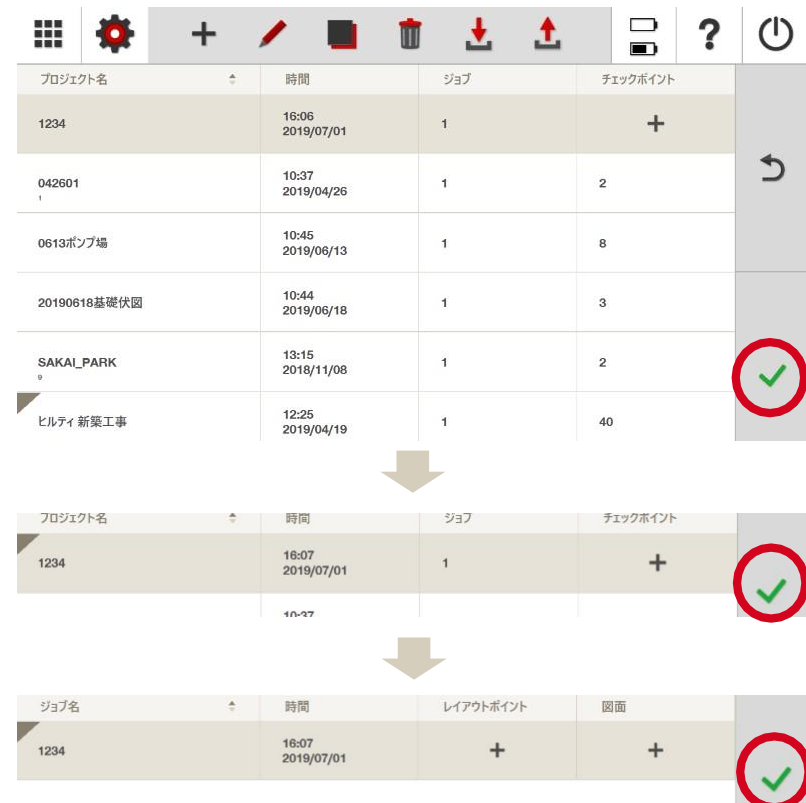 ?
プロジェクト名 時間 ジョブ チェックポイント
1234 16:06 2019/07/01 1 +
042601 10:37 2019/04/26 1 2
0613ポンプ場 10:45 2019/06/13 1 8
20190618基礎伏図 10:44 2019/06/18 1 3
SAKAI_PARK 13:15 2018/11/08 1 2
ヒルティ 新築工事 12:25 2019/04/19 1 40
プロジェクト名 時間 ジョブ チェックポイント
1234 16:07 2019/07/01 1 +
10:37
ジョブ名 時間 レイアウトポイント 図面
1234 16:07 2019/07/01 + +